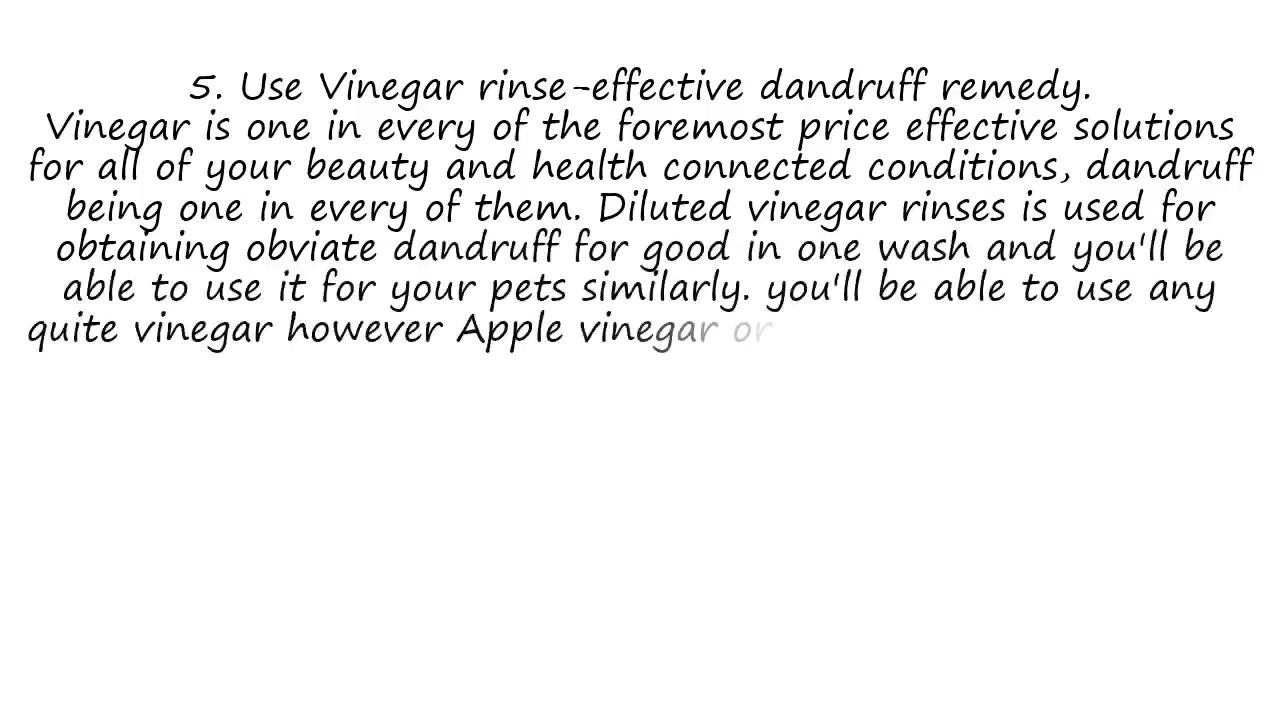 5. Use Vinegar rinse-effective dandruff remedy.
Vinegar is one in every of the foremost price effective solutions
for all of your beauty and health connected conditions, dandruff
being one in every of them. Diluted vinegar rinses is used for
obtaining obviate dandruff for good in one wash and you'll be
able to use it for your pets similarly. you'll be able to use any
quite vinegar however Apple vinegar or